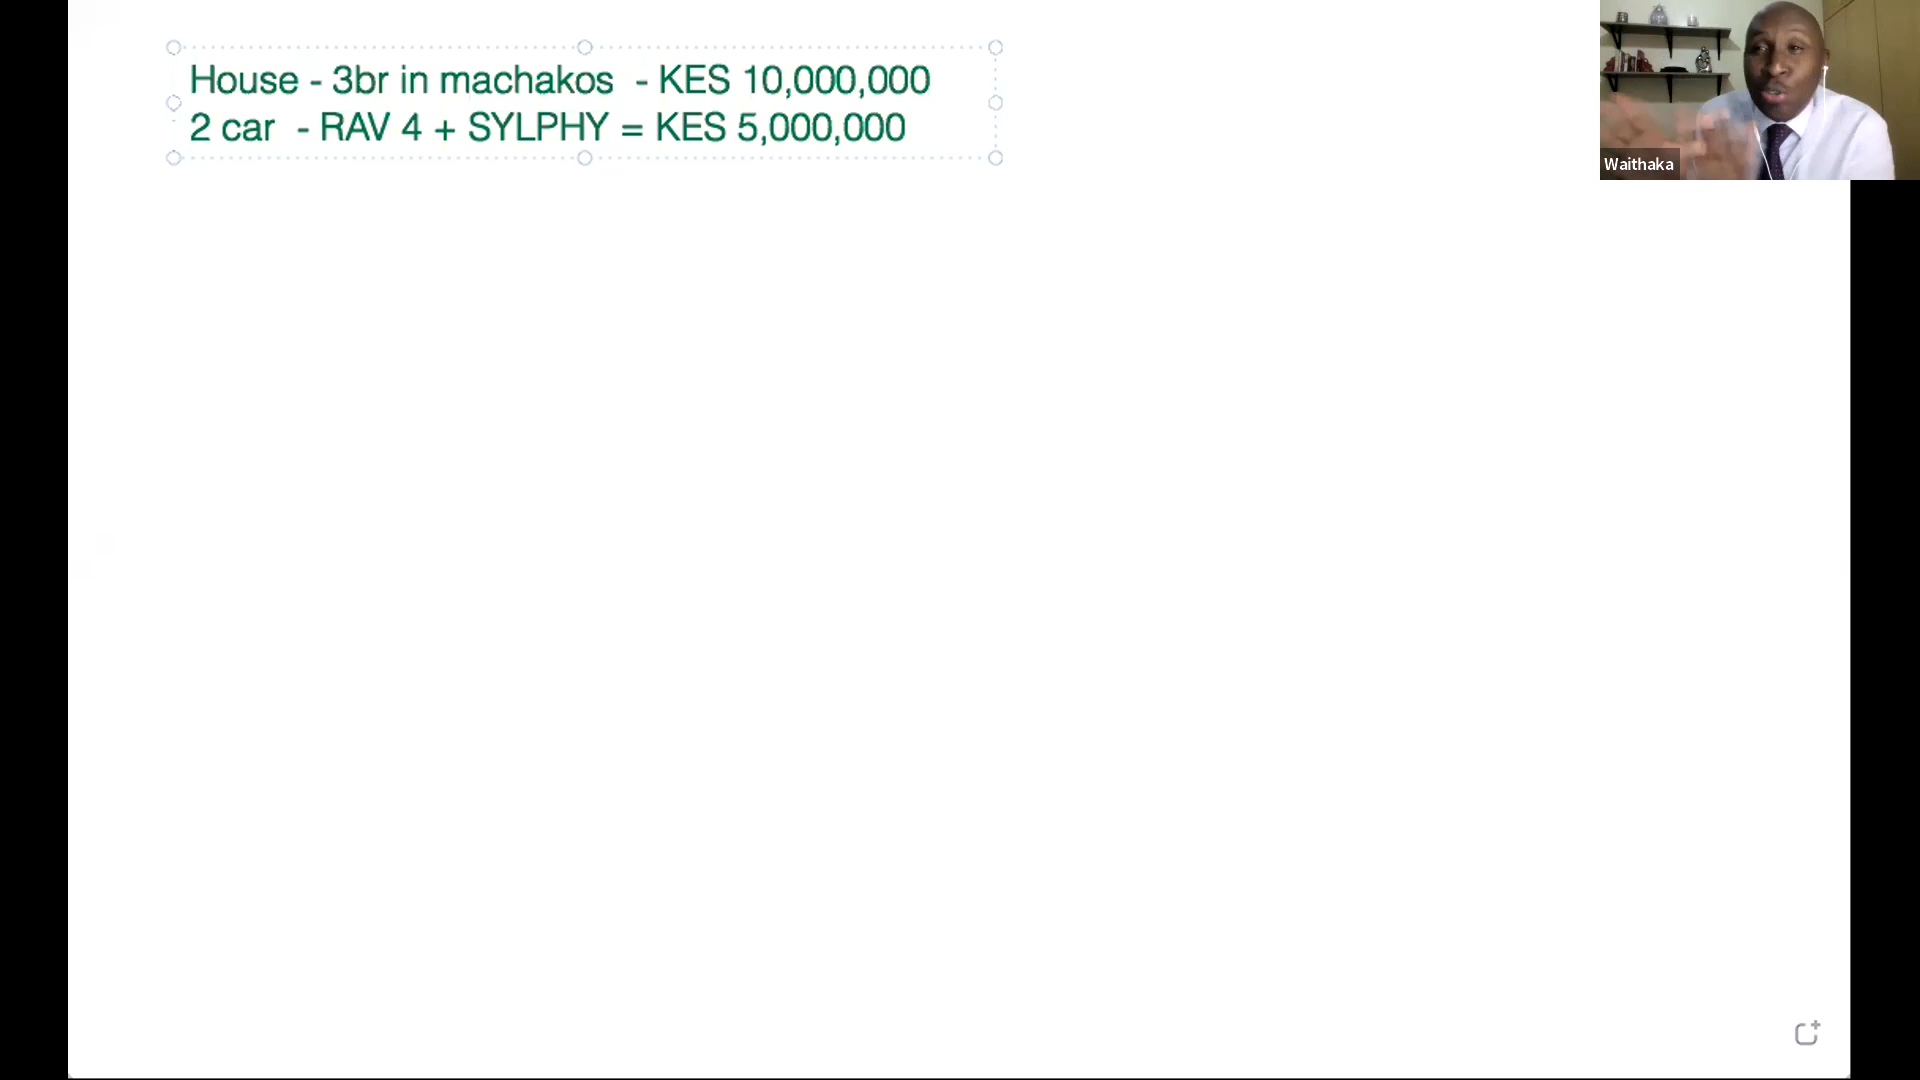 House - 3br in machakos  - KES 10,000,000
2 car  - RAV 4 + SYLPHY = KES 5,000,000
Waithaka